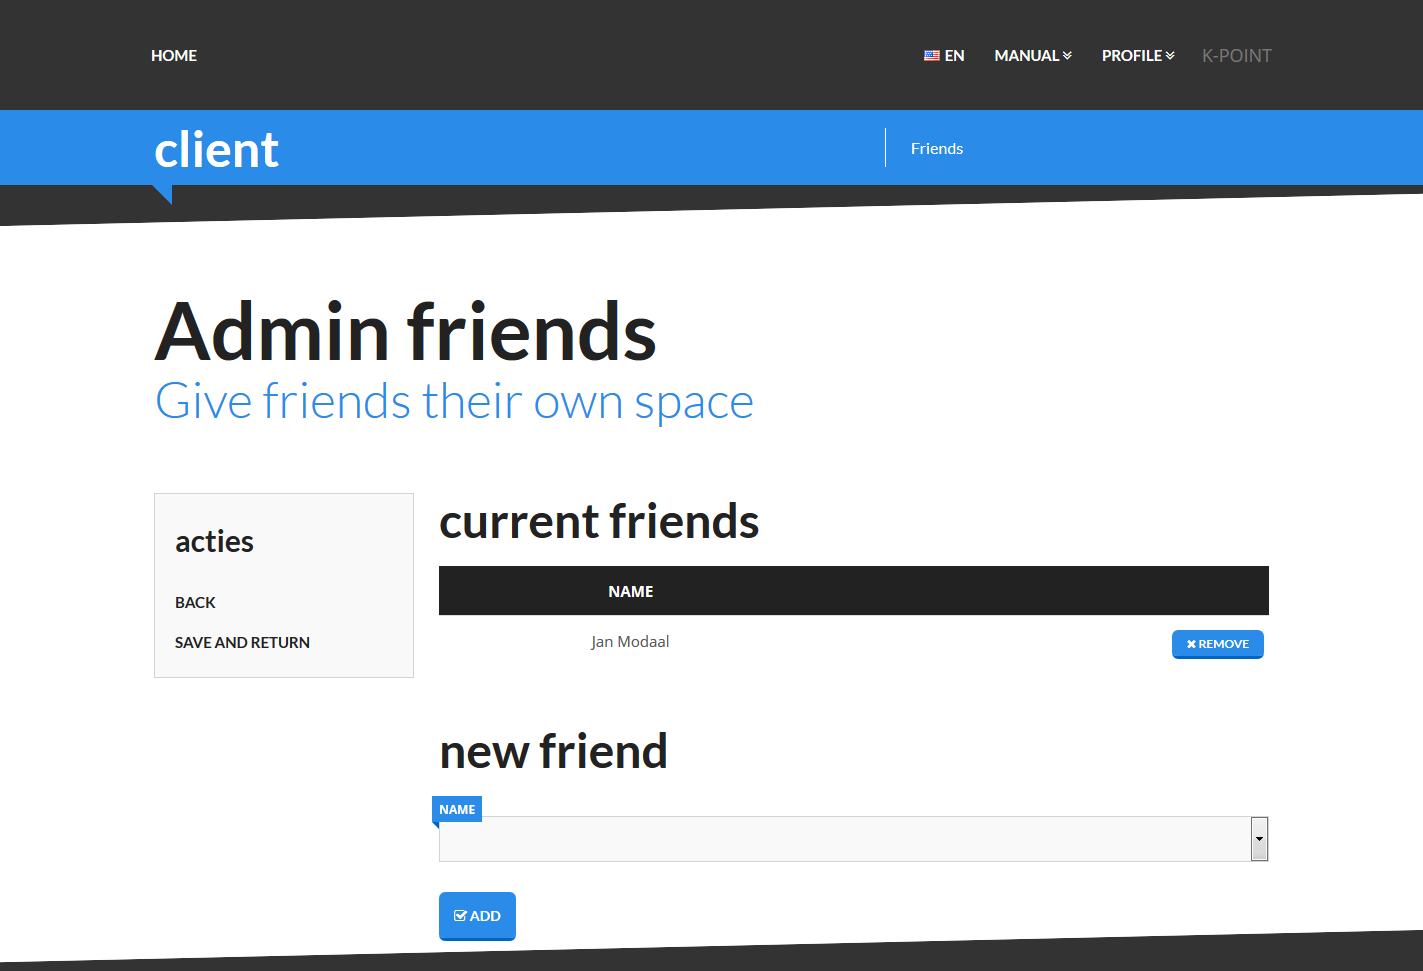 HOME
EN MANUAL PROFILE K-POINT
client
Friends
Admin friends
Give friends their own space
acties
BACK
SAVE AND RETURN
current friends
NAME
Jan Modaal
REMOVE
new friend
NAME
ADD